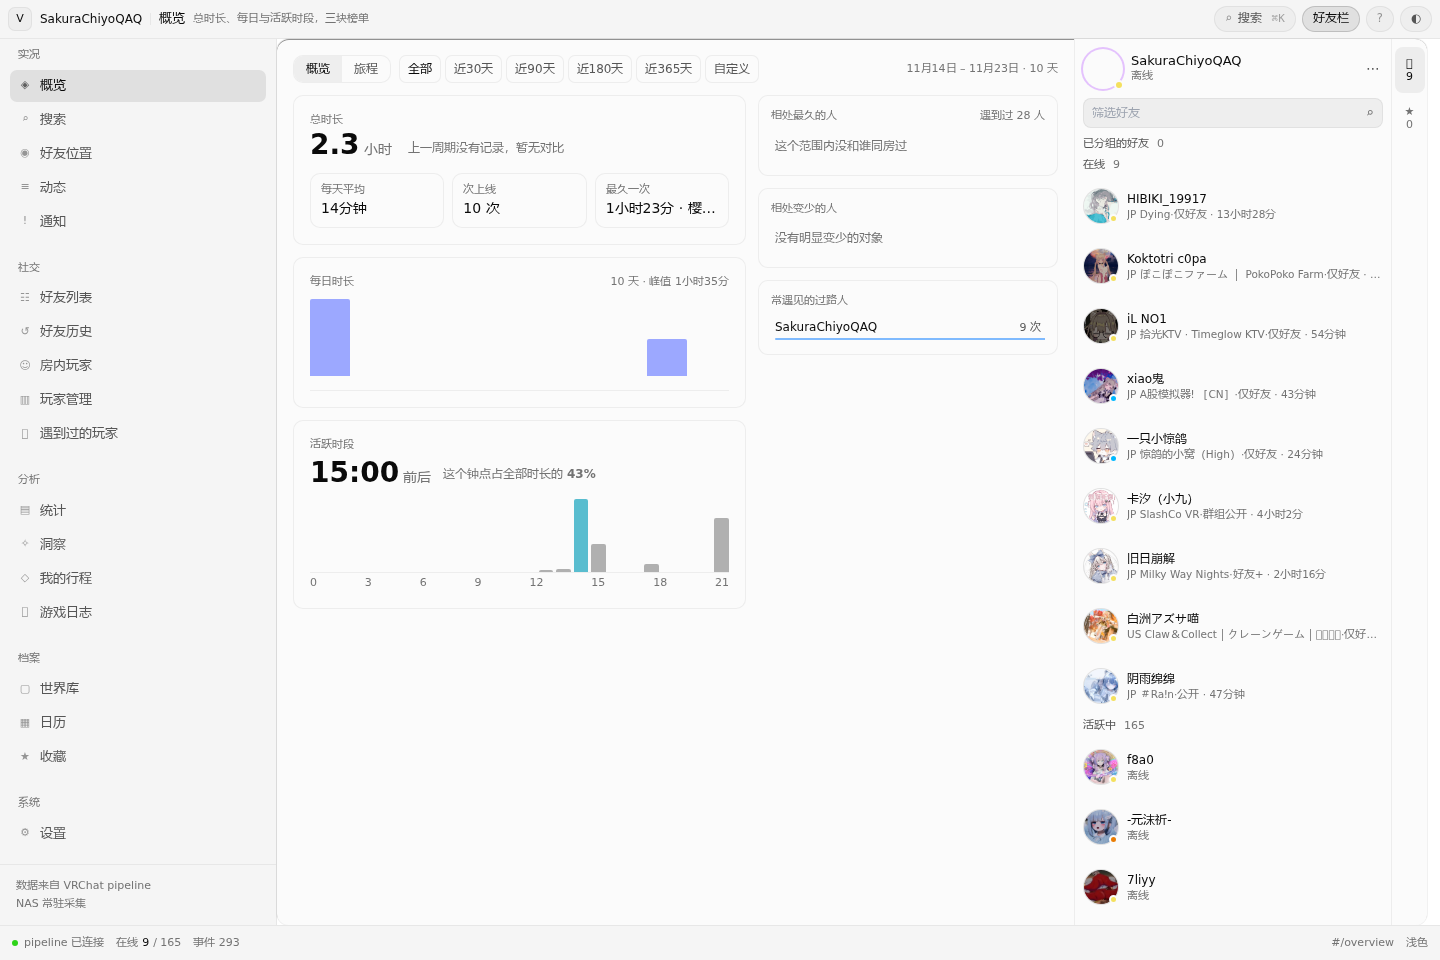 V SakuraChiyoQAQ 概览 总时长、每日与活跃时段，三块榜单
搜索 ⌘K 好友栏 ?
实况
概览
搜索
好友位置
动态
通知
社交
好友列表
好友历史
房内玩家
玩家管理
遇到过的玩家
分析
统计
洞察
我的行程
游戏日志
档案
世界库
日历
收藏
系统
设置
数据来自 VRChat pipeline
NAS 常驻采集
概览 旅程 全部 近30天 近90天 近180天 近365天 自定义
11月14日 – 11月23日 · 10 天
总时长
2.3 小时 上一周期没有记录，暂无对比
每天平均
14分钟
次上线
10 次
最久一次
1小时23分 · 樱…
每日时长 10 天 · 峰值 1小时35分
活跃时段
15:00 前后 这个钟点占全部时长的 43%
0 3 6 9 12 15 18 21
相处最久的人 遇到过 28 人
这个范围内没和谁同房过
相处变少的人
没有明显变少的对象
常遇见的过路人
SakuraChiyoQAQ 9 次
SakuraChiyoQAQ
离线
…
筛选好友
已分组的好友 0
在线 9
HIBIKI_19917
JP Dying·仅好友 · 13小时28分
Koktotri c0pa
JP ぽこぽこファーム ｜ PokoPoko Farm·仅好友 · …
iL NO1
JP 拾光KTV · Timeglow KTV·仅好友 · 54分钟
xiao鬼
JP A股模拟器! ［CN］·仅好友 · 43分钟
一只小惊鸽
JP 惊鸽的小窝（High）·仅好友 · 24分钟
卡汐（小九）
JP SlashCo VR·群组公开 · 4小时2分
旧日崩解
JP Milky Way Nights·好友+ · 2小时16分
白洲アズサ喵
US Claw＆Collect｜クレーンゲーム｜·仅好…
阴雨绵绵
JP ＃Ra!n·公开 · 47分钟
活跃中 165
f8a0
离线
-元沫祈-
离线
7liyy
离线
9
★
0
pipeline 已连接 在线 9 / 165 事件 293
#/overview 浅色